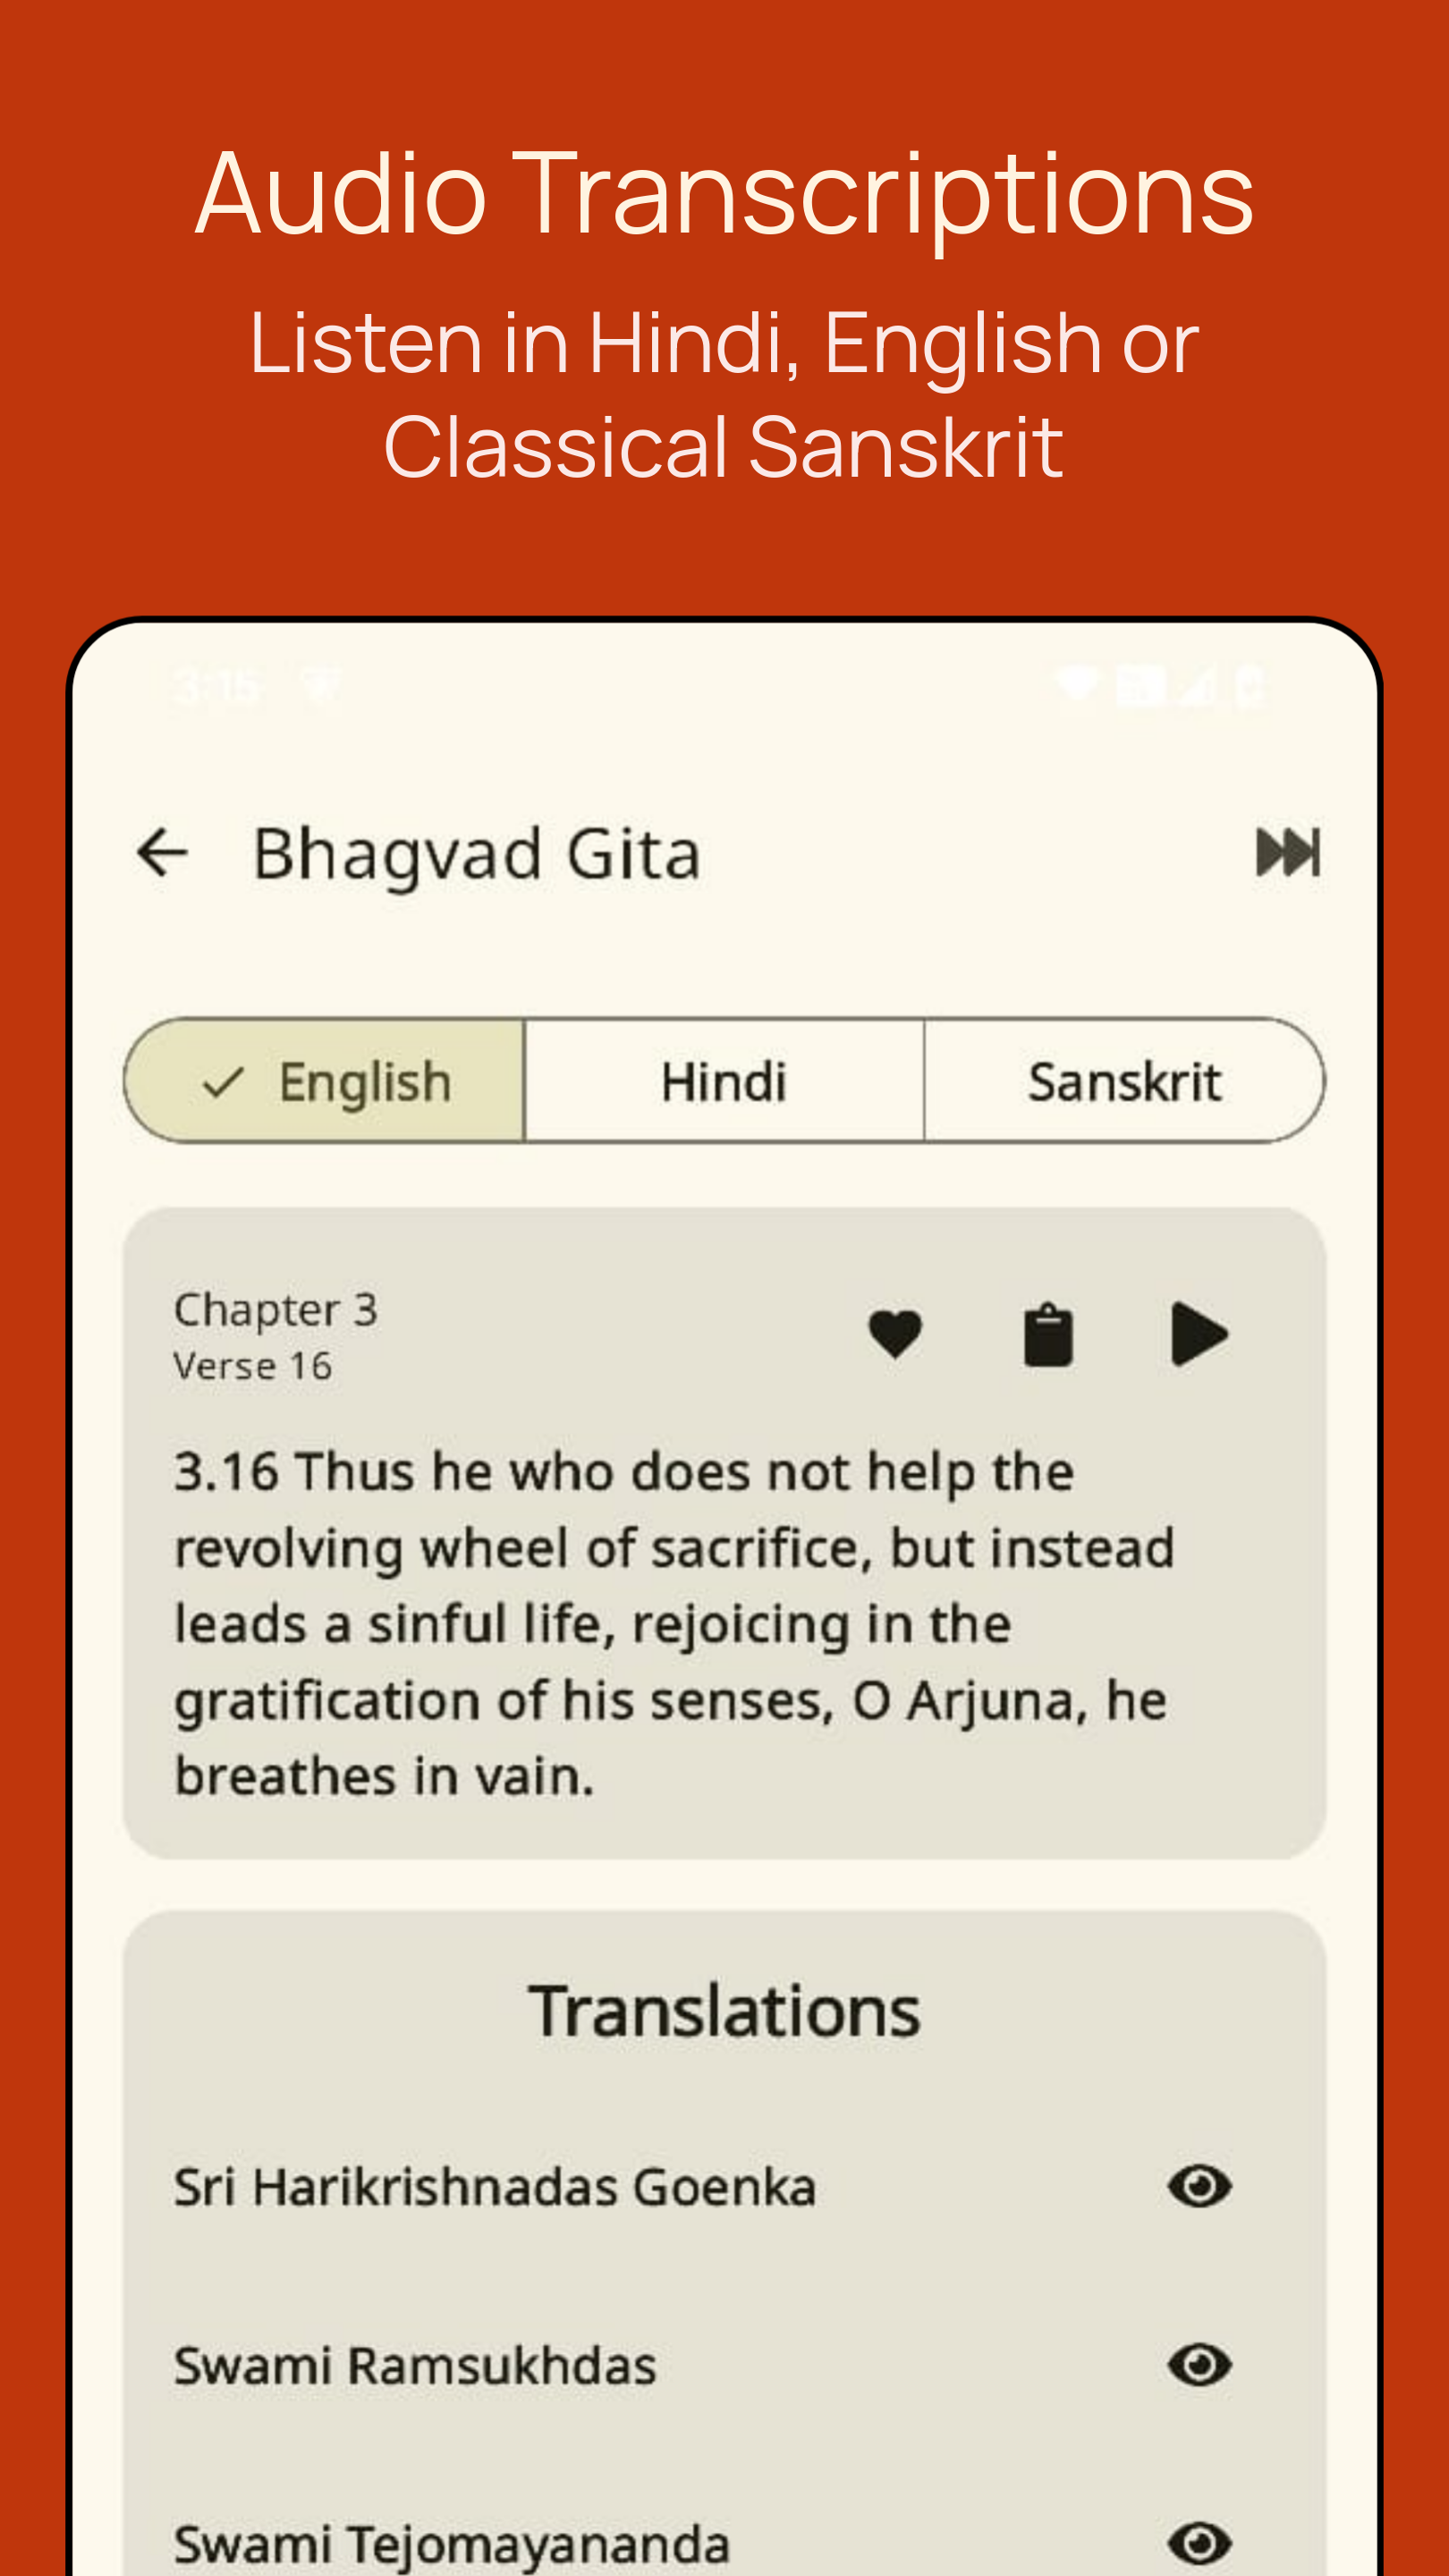 Audio Transcriptions
Listen in Hindi, English or
Classical Sanskrit
3:15
Bhagvad Gita
English
Hindi
Sanskrit
Chapter 3
Verse 16
3.16 Thus he who does not help the
revolving wheel of sacrifice, but instead
leads a sinful life, rejoicing in the
gratification of his senses, O Arjuna, he
breathes in vain.
Translations
Sri Harikrishnadas Goenka
Swami Ramsukhdas
Swami Tejomayananda